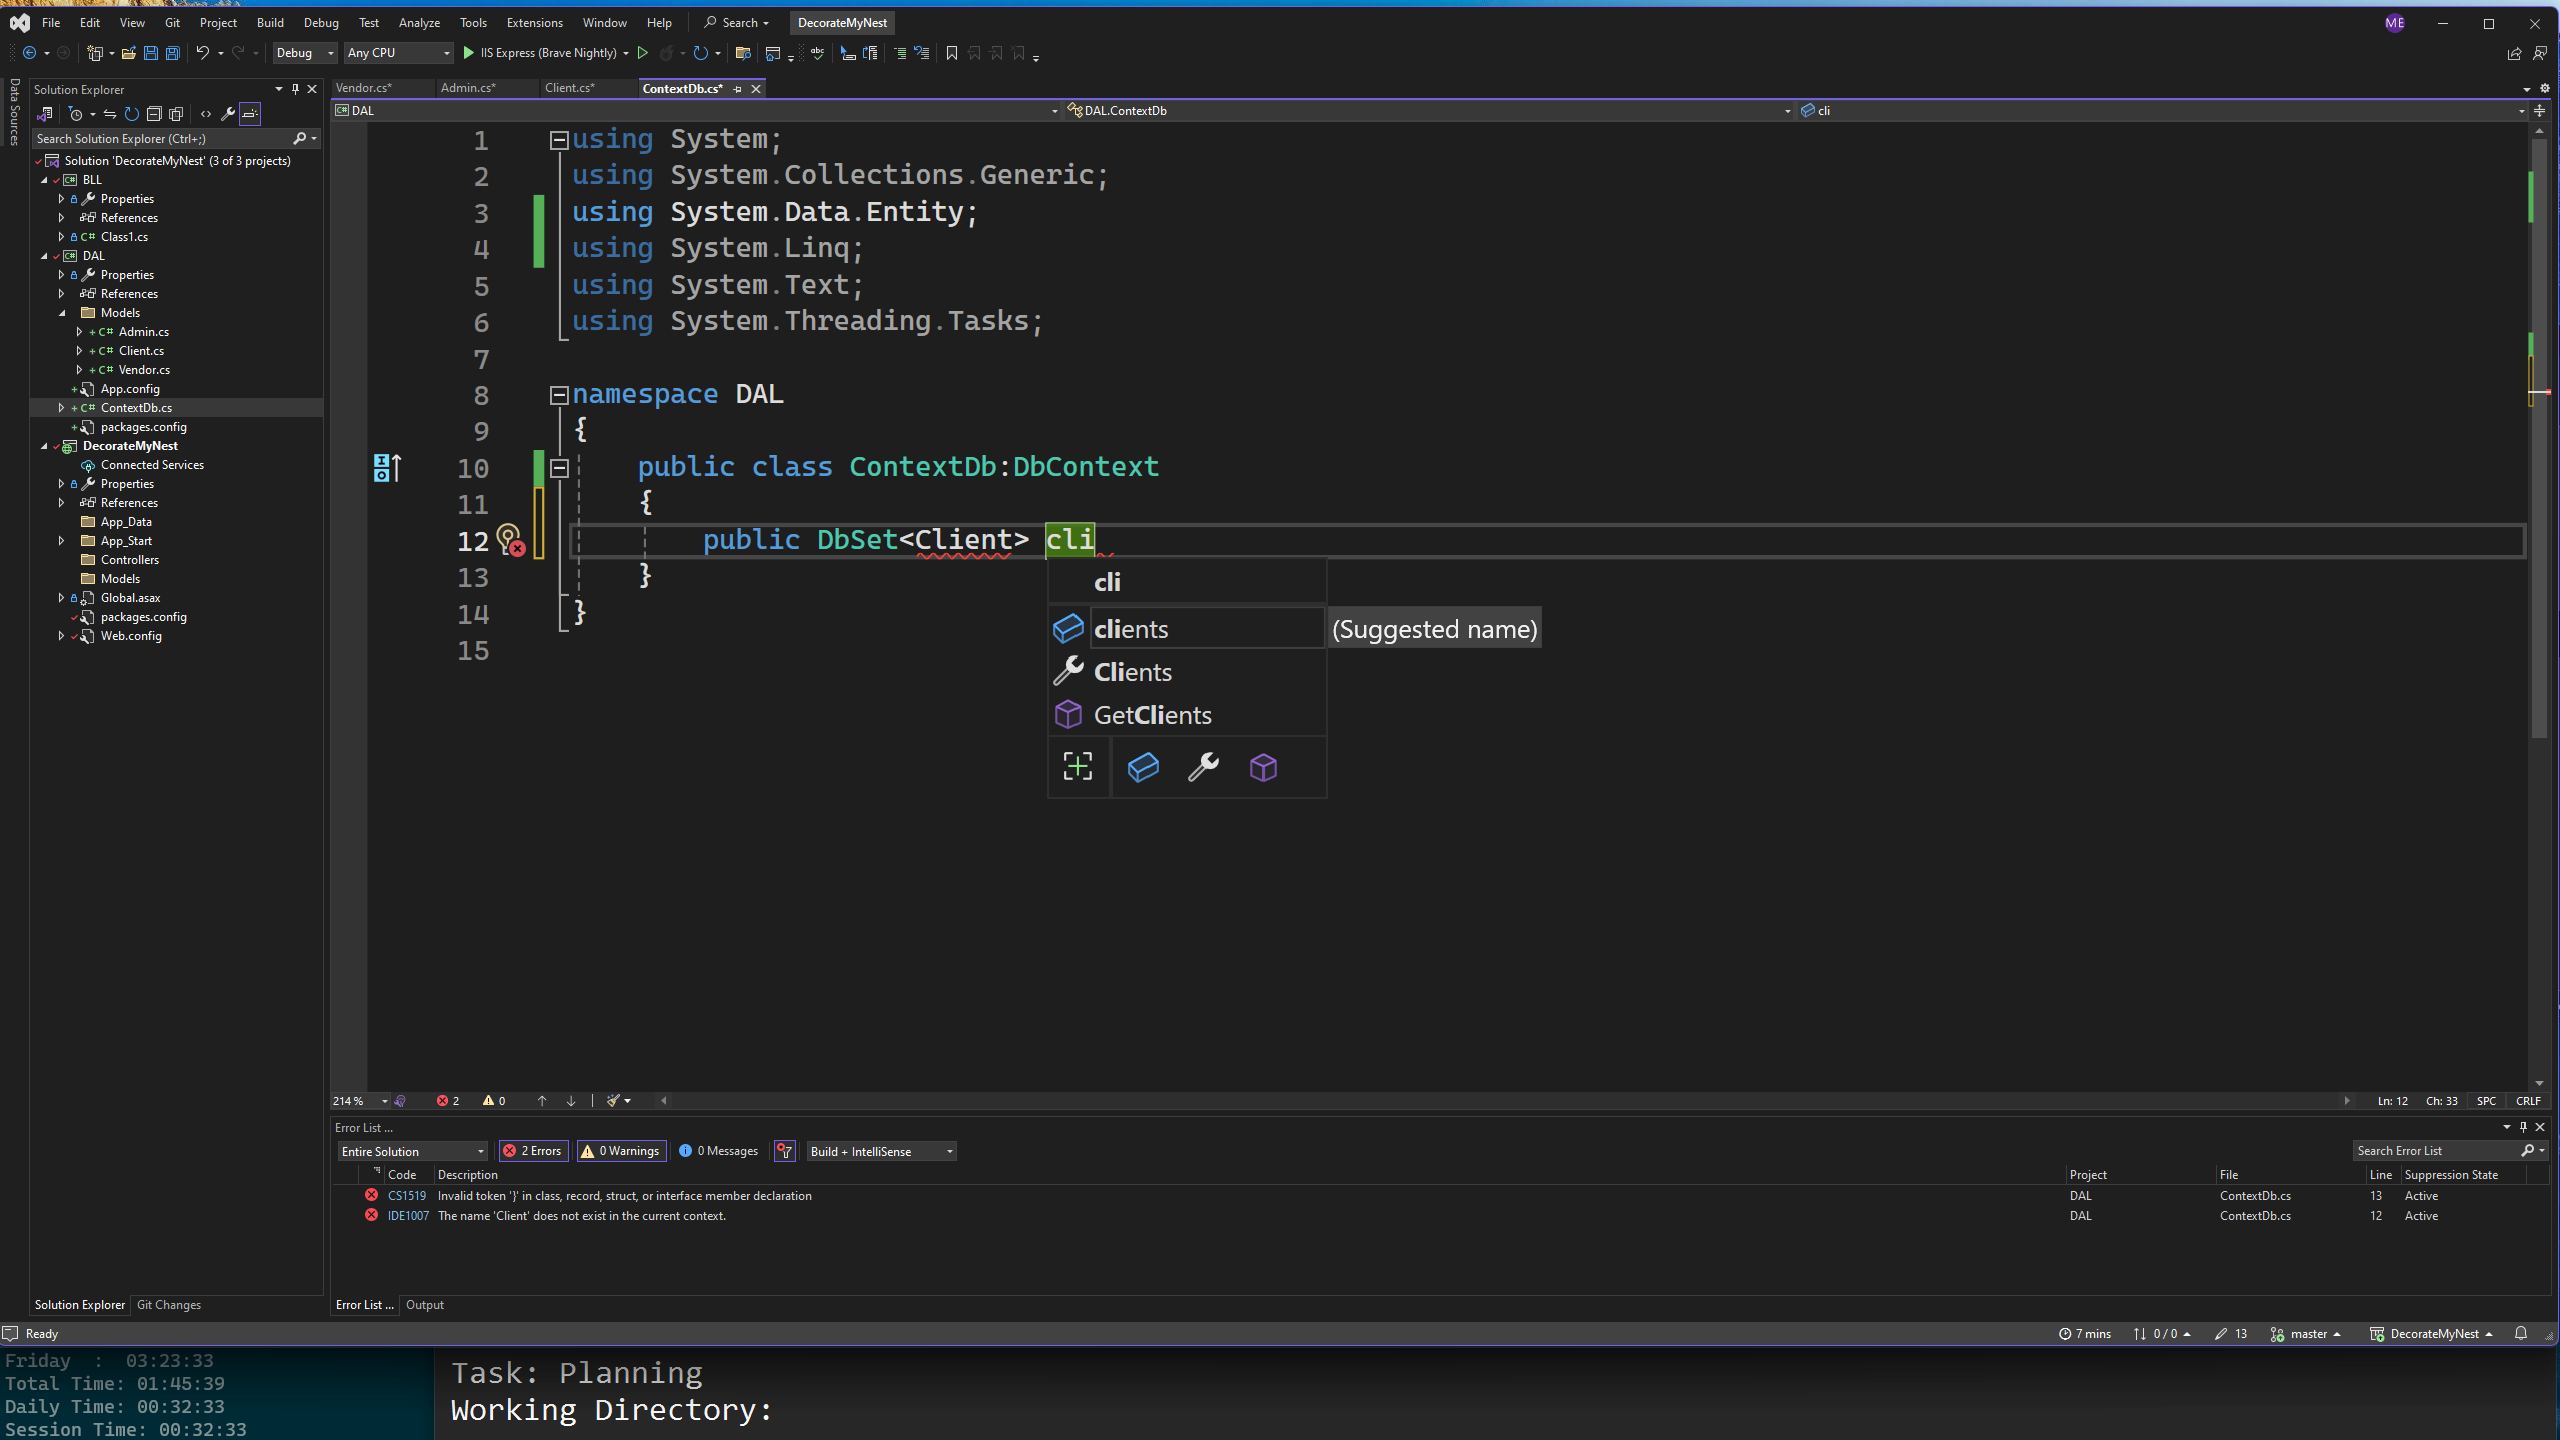 File Edit View Git Project Build Debug Test Analyze Tools Extensions Window Help Search DecorateMyNest ME
Debug Any CPU IIS Express (Brave Nightly)
Data Sources
Solution Explorer
Search Solution Explorer (Ctrl+;)
Solution 'DecorateMyNest' (3 of 3 projects)
BLL
Properties
References
C# Class1.cs
DAL
Properties
References
Models
C# Admin.cs
C# Client.cs
C# Vendor.cs
App.config
C# ContextDb.cs
packages.config
DecorateMyNest
Connected Services
Properties
References
App_Data
App_Start
Controllers
Models
Global.asax
packages.config
Web.config
Solution Explorer Git Changes
Vendor.cs* Admin.cs* Client.cs* ContextDb.cs*
DAL DAL.ContextDb cli
1 using System;
2 using System.Collections.Generic;
3 using System.Data.Entity;
4 using System.Linq;
5 using System.Text;
6 using System.Threading.Tasks;
7
8 namespace DAL
9 {
10 public class ContextDb:DbContext
11 {
12 public DbSet<Client> cli
13 }
14 }
15
cli
clients (Suggested name)
Clients
GetClients
214 % 2 0 Ln: 12 Ch: 33 SPC CRLF
Error List ...
Entire Solution 2 Errors 0 Warnings 0 Messages Build + IntelliSense Search Error List
Code Description Project File Line Suppression State
CS1519 Invalid token '}' in class, record, struct, or interface member declaration DAL ContextDb.cs 13 Active
IDE1007 The name 'Client' does not exist in the current context. DAL ContextDb.cs 12 Active
Error List ... Output
Ready 7 mins 0 / 0 13 master DecorateMyNest
Friday : 03:23:33
Total Time: 01:45:39
Daily Time: 00:32:33
Session Time: 00:32:33
Task: Planning
Working Directory: